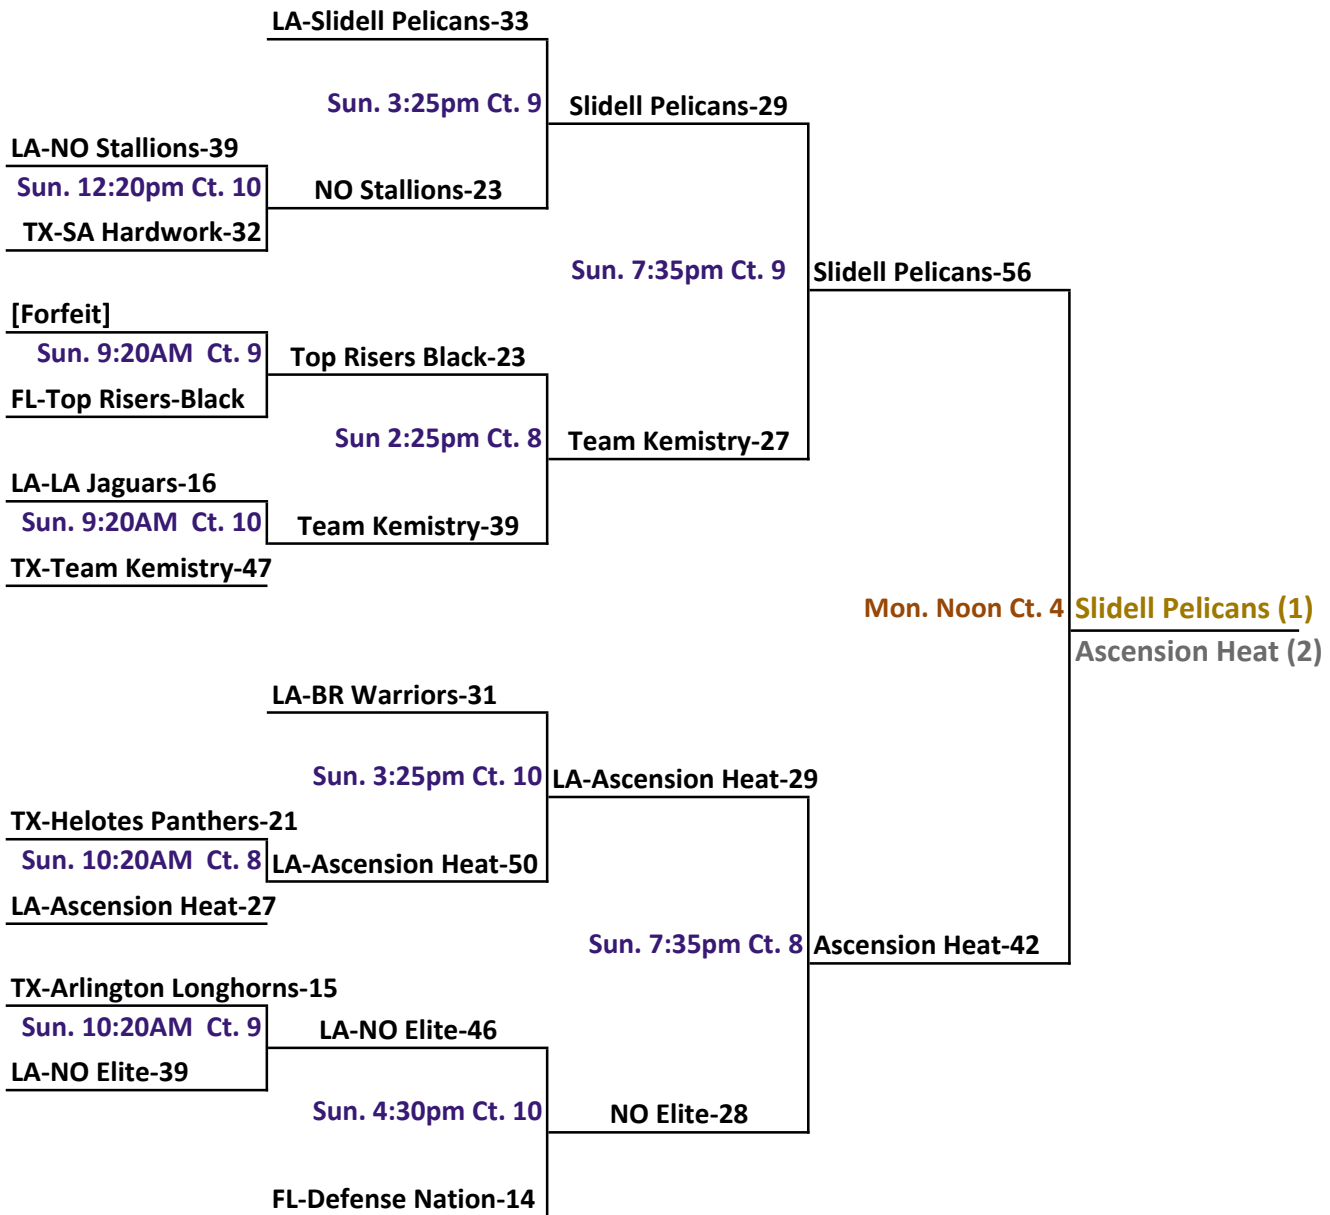 LA-Slidell Pelicans-33
Sun. 3:25pm Ct. 9
Slidell Pelicans-29
LA-NO Stallions-39
Sun. 12:20pm Ct. 10
NO Stallions-23
TX-SA Hardwork-32
Sun. 7:35pm Ct. 9
Slidell Pelicans-56
[Forfeit]
Sun. 9:20AM  Ct. 9
Top Risers Black-23
FL-Top Risers-Black
Sun 2:25pm Ct. 8
Team Kemistry-27
LA-LA Jaguars-16
Sun. 9:20AM  Ct. 10
Team Kemistry-39
TX-Team Kemistry-47
Mon. Noon Ct. 4
Slidell Pelicans (1)
Ascension Heat (2)
LA-BR Warriors-31
Sun. 3:25pm Ct. 10
LA-Ascension Heat-29
TX-Helotes Panthers-21
Sun. 10:20AM  Ct. 8
LA-Ascension Heat-50
LA-Ascension Heat-27
Sun. 7:35pm Ct. 8
Ascension Heat-42
TX-Arlington Longhorns-15
Sun. 10:20AM  Ct. 9
LA-NO Elite-46
LA-NO Elite-39
Sun. 4:30pm Ct. 10
NO Elite-28
FL-Defense Nation-14